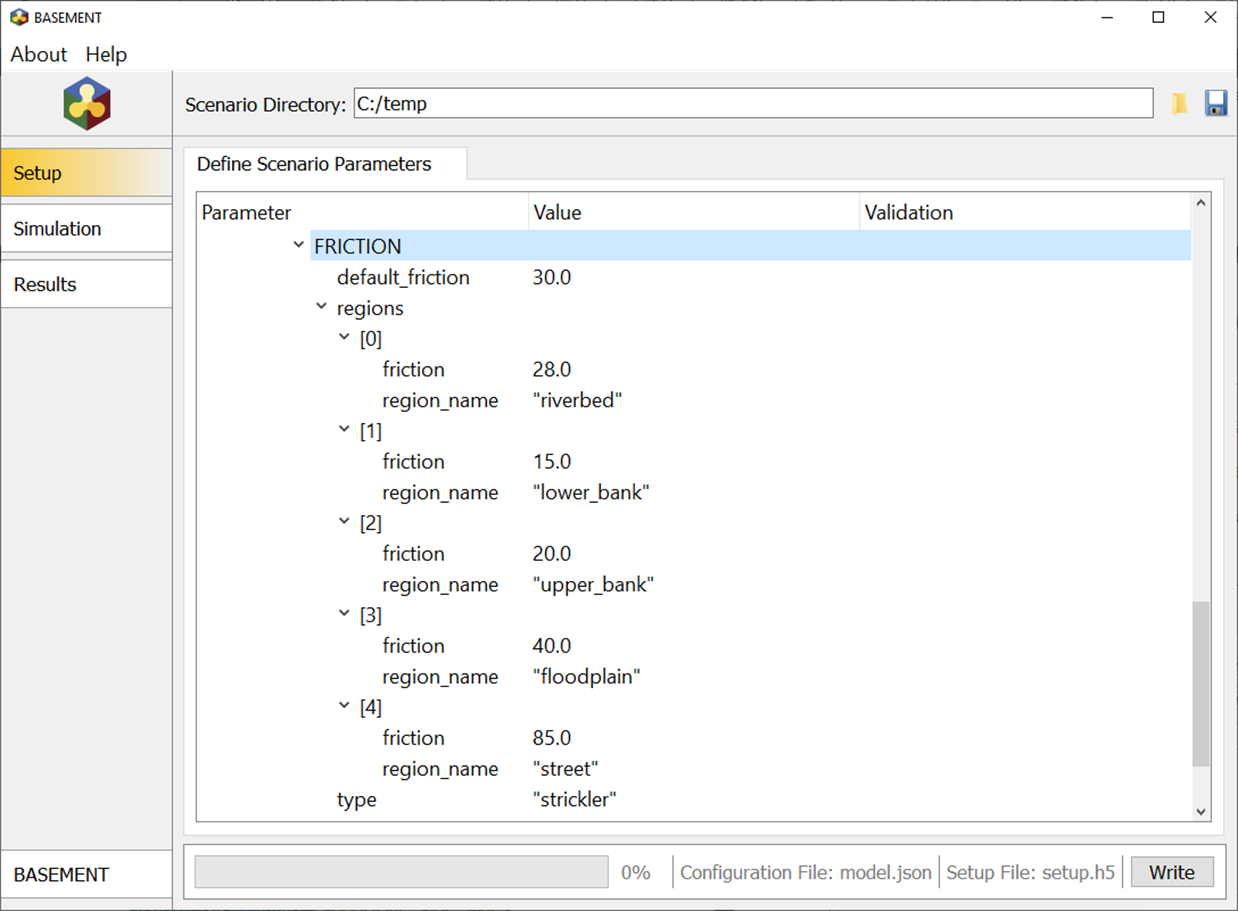 BASEMENT
About Help
Scenario Directory: C:/temp
Setup
Simulation
Results
Define Scenario Parameters
Parameter Value Validation
FRICTION
default_friction 30.0
regions
[0]
friction 28.0
region_name "riverbed"
[1]
friction 15.0
region_name "lower_bank"
[2]
friction 20.0
region_name "upper_bank"
[3]
friction 40.0
region_name "floodplain"
[4]
friction 85.0
region_name "street"
type "strickler"
BASEMENT
0% Configuration File: model.json Setup File: setup.h5 Write